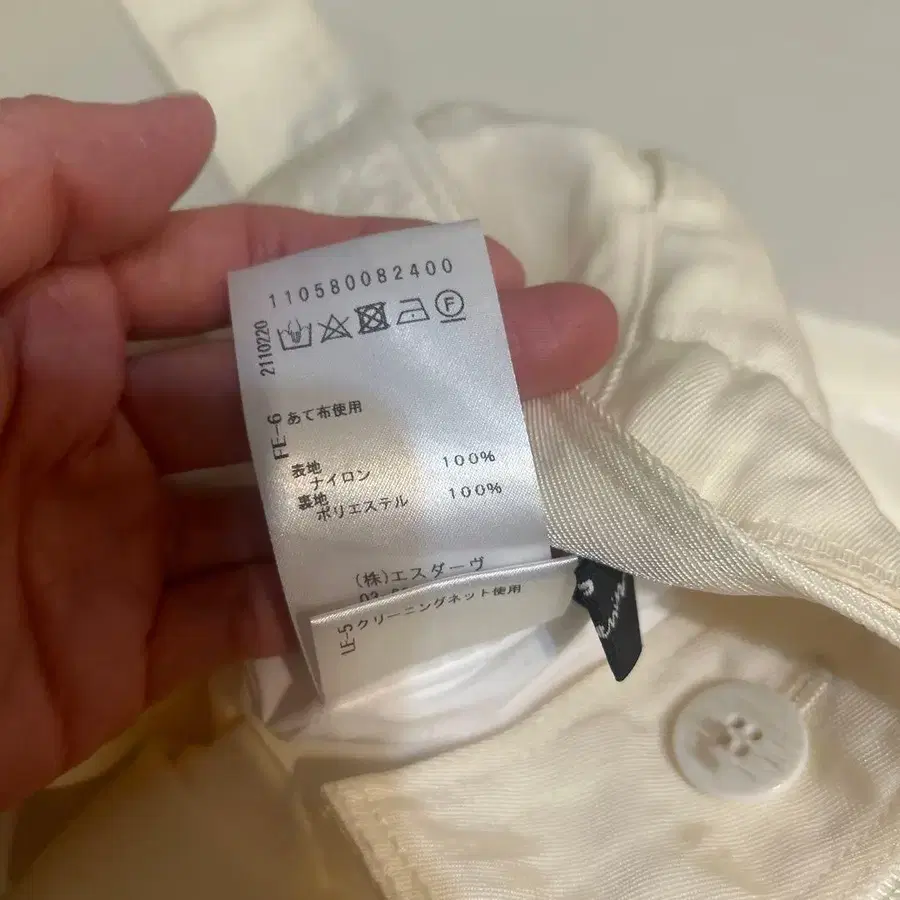 110580082400
2110220
F
FE-6
あて布使用
表地
ナイロン 100%
裏地
ポリエステル 100%
(株)エスダーヴ
LE-5
クリーニングネット使用